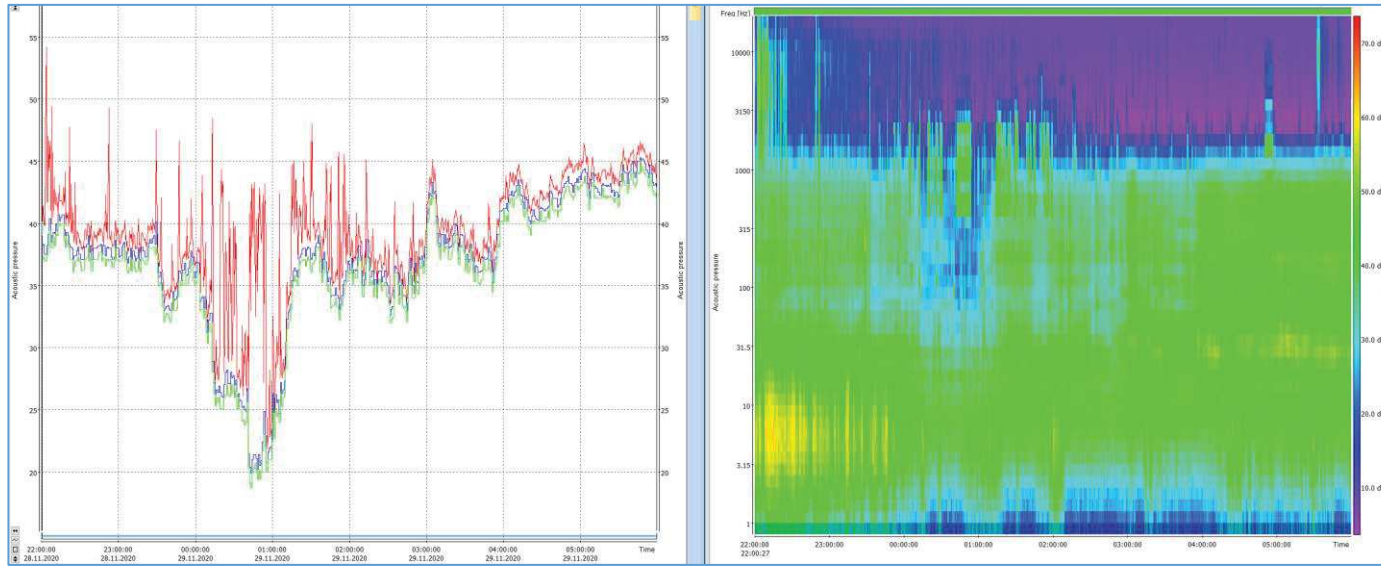 55
50
45
40
35
30
25
20
Acoustic pressure
55
50
45
40
35
30
25
20
Acoustic pressure
22:00:00 23:00:00 00:00:00 01:00:00 02:00:00 03:00:00 04:00:00 05:00:00 Time
28.11.2020 28.11.2020 29.11.2020 29.11.2020 29.11.2020 29.11.2020 29.11.2020 29.11.2020
Freq [Hz]
10000
3150
1000
315
100
31.5
10
3.15
1
Acoustic pressure
22:00:00 23:00:00 00:00:00 01:00:00 02:00:00 03:00:00 04:00:00 05:00:00 Time
22:00:27
70.0 d
60.0 d
50.0 d
40.0 d
30.0 d
20.0 d
10.0 d